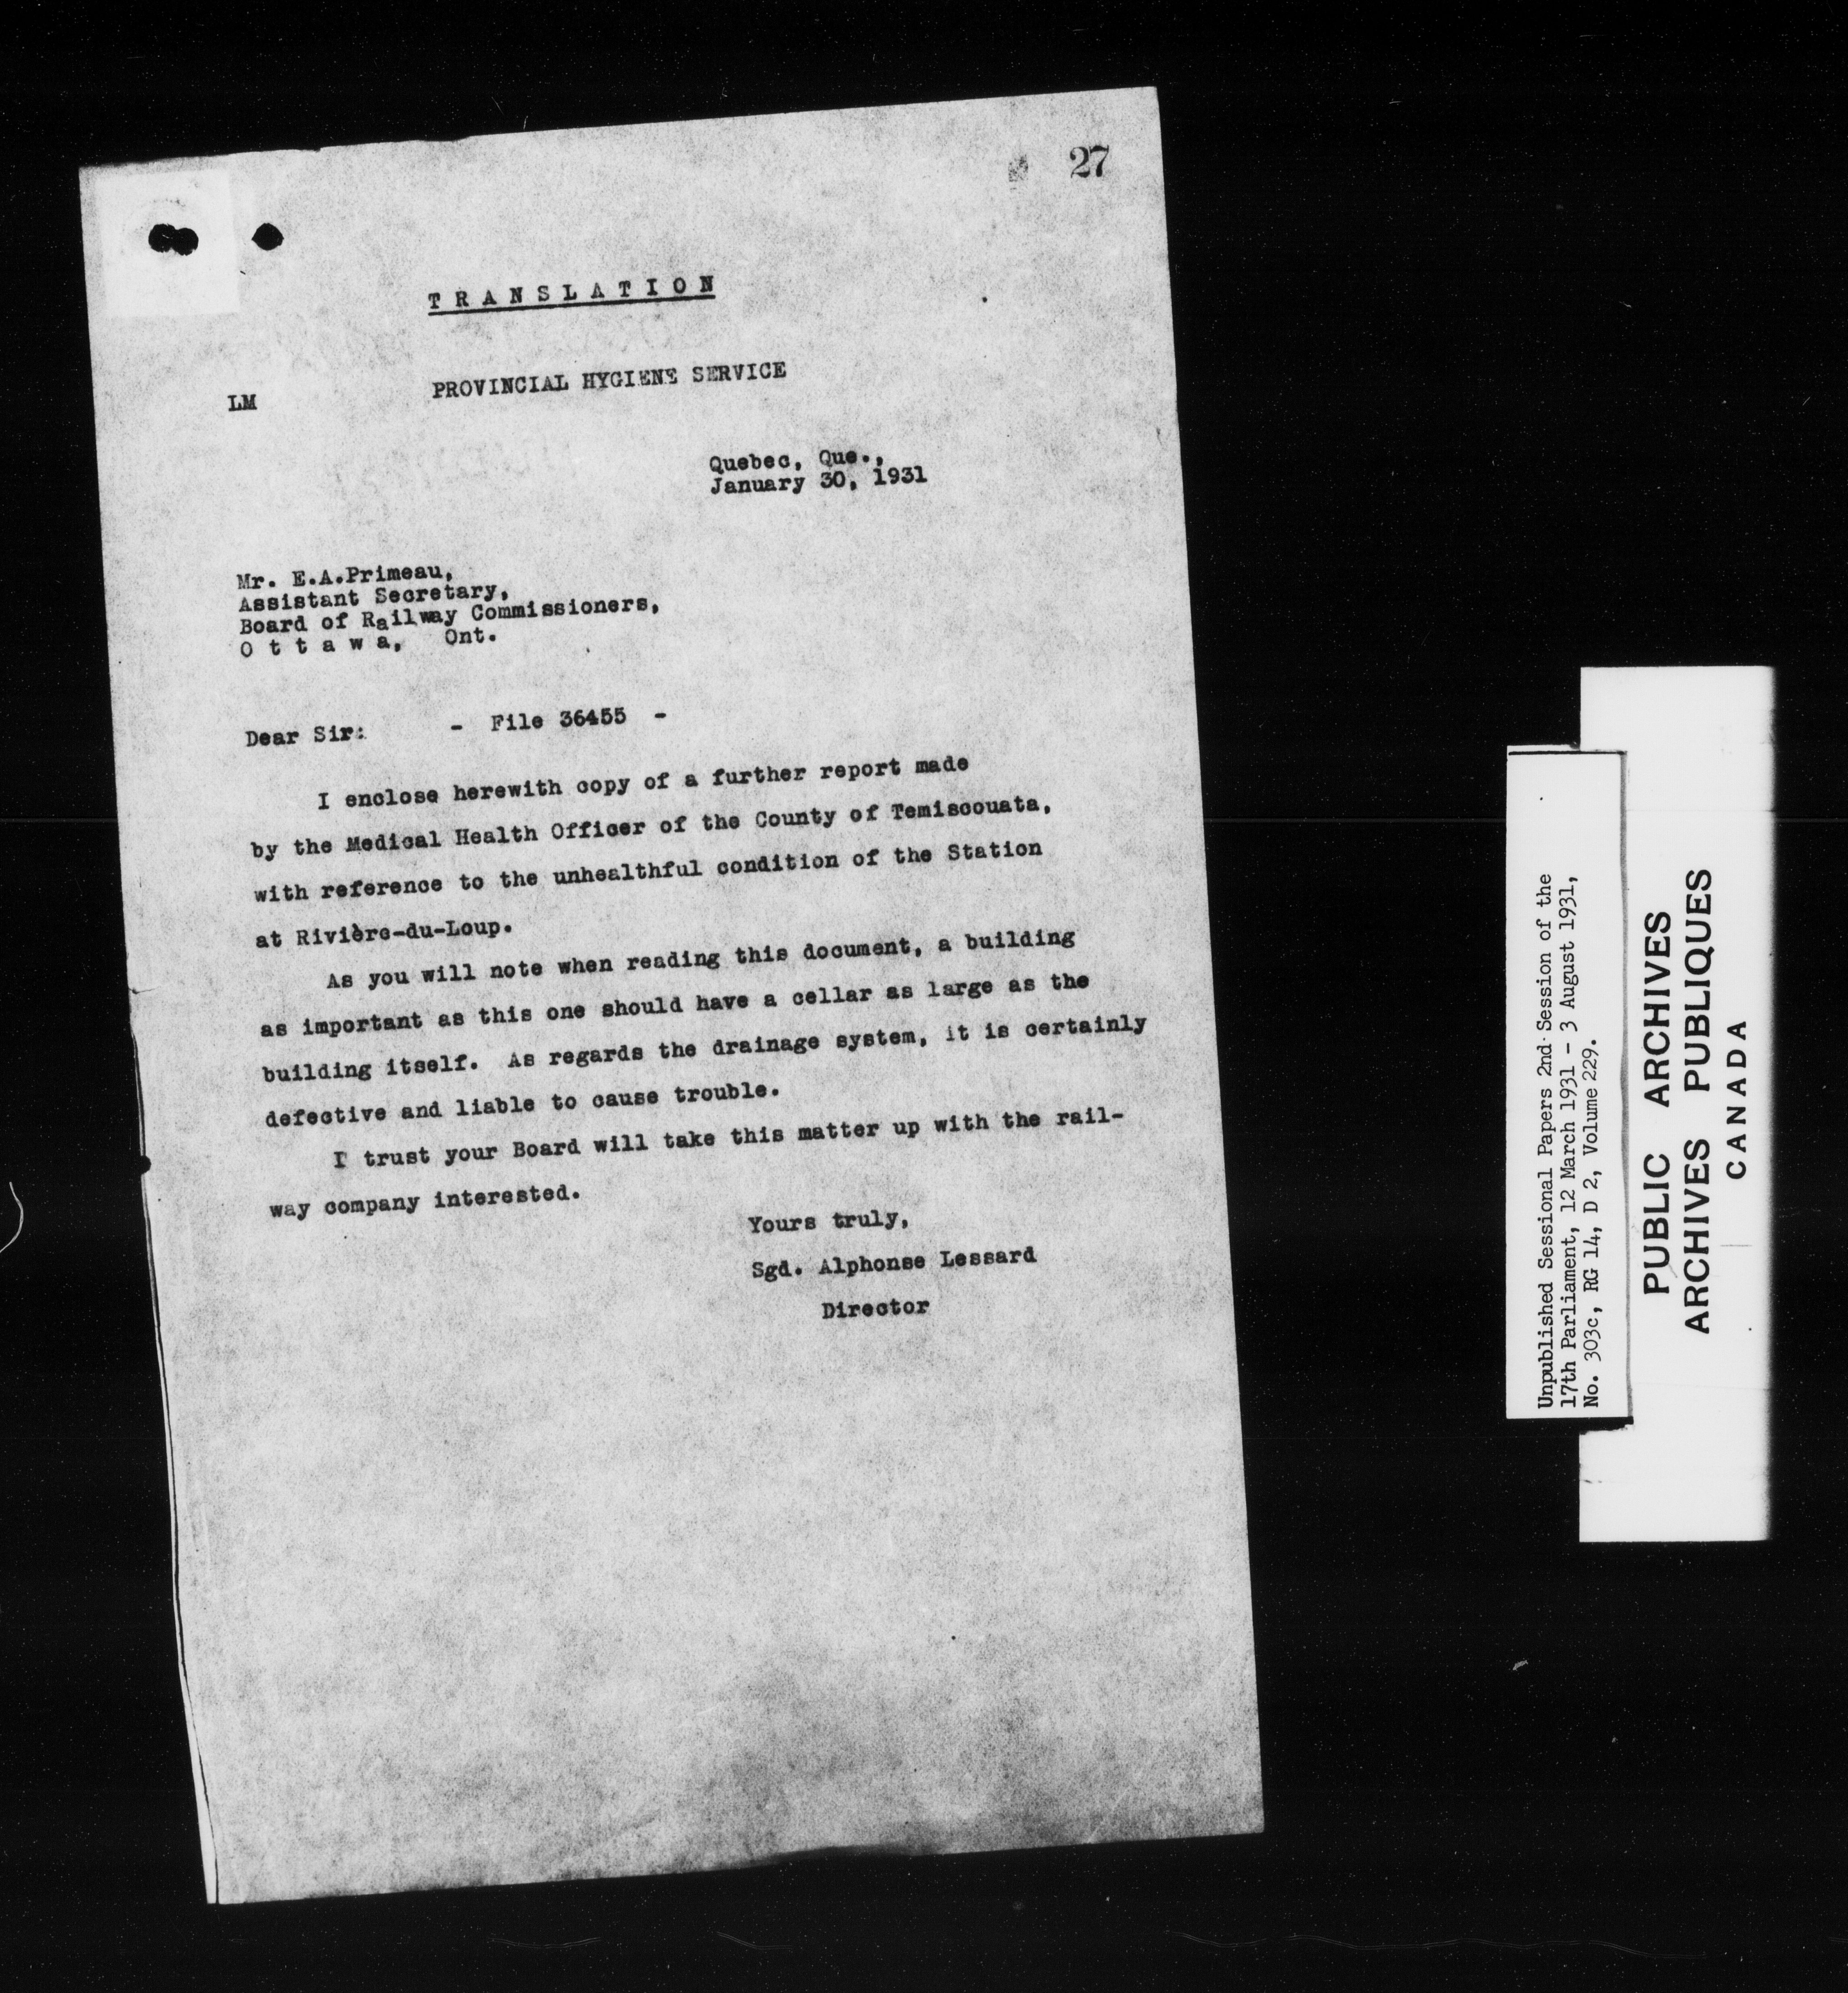 27
T R A N S L A T I O N
PROVINCIAL HYGIENE SERVICE
LM
Quebec, Que.,
January 30, 1931
Mr. E.A.Primeau,
Assistant Secretary,
Board of Railway Commissioners,
O t t a w a, Ont.
Dear Sir: - File 36455 -
I enclose herewith copy of a further report made
by the Medical Health Officer of the County of Temiscouata,
with reference to the unhealthful condition of the Station
at Rivière-du-Loup.
As you will note when reading this document, a building
as important as this one should have a cellar as large as the
building itself. As regards the drainage system, it is certainly
defective and liable to cause trouble.
I trust your Board will take this matter up with the rail-
way company interested.
Yours truly,
Sgd. Alphonse Lessard
Director
Unpublished Sessional Papers 2nd Session of the
17th Parliament, 12 March 1931 - 3 August 1931,
No. 303c, RG 14, D 2, Volume 229.
PUBLIC ARCHIVES
ARCHIVES PUBLIQUES
CANADA